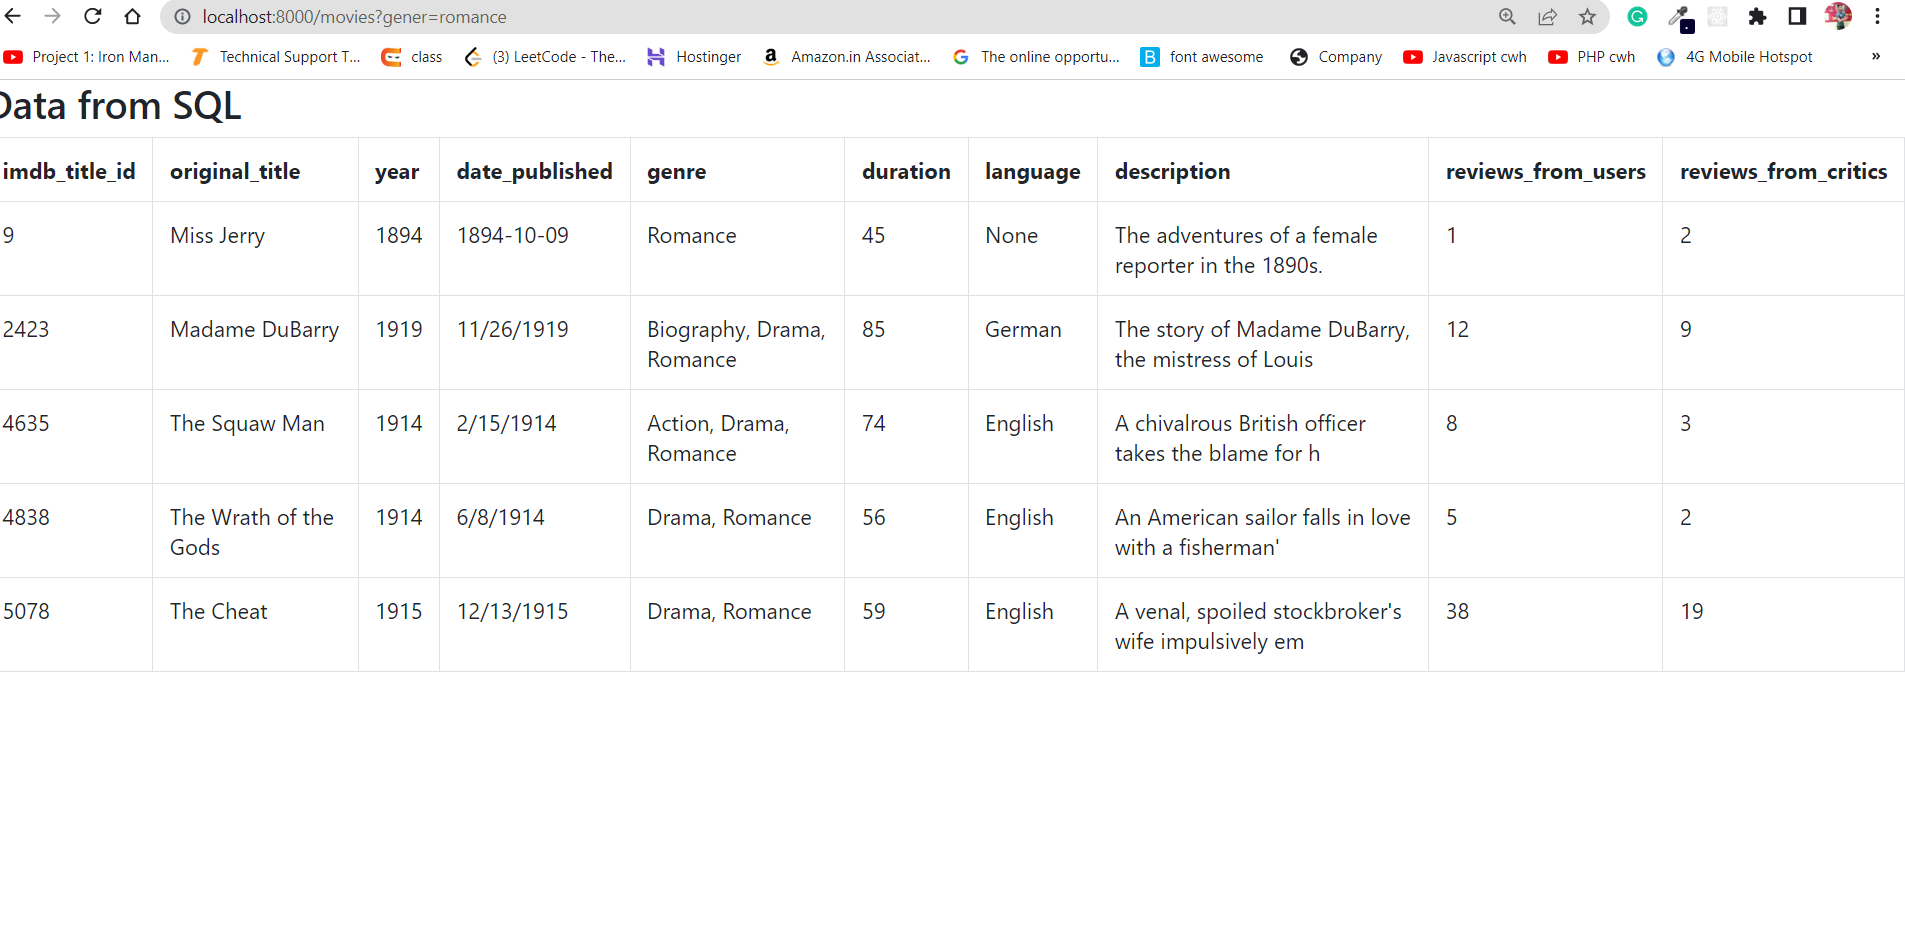 localhost:8000/movies?gener=romance
Project 1: Iron Man... Technical Support T... class (3) LeetCode - The... Hostinger Amazon.in Associat... The online opportu... font awesome Company Javascript cwh PHP cwh 4G Mobile Hotspot »
Data from SQL
imdb_title_id original_title year date_published genre duration language description reviews_from_users reviews_from_critics
9 Miss Jerry 1894 1894-10-09 Romance 45 None The adventures of a female 1 2
reporter in the 1890s.
2423 Madame DuBarry 1919 11/26/1919 Biography, Drama, 85 German The story of Madame DuBarry, 12 9
Romance the mistress of Louis
4635 The Squaw Man 1914 2/15/1914 Action, Drama, 74 English A chivalrous British officer 8 3
Romance takes the blame for h
4838 The Wrath of the 1914 6/8/1914 Drama, Romance 56 English An American sailor falls in love 5 2
Gods with a fisherman'
5078 The Cheat 1915 12/13/1915 Drama, Romance 59 English A venal, spoiled stockbroker's 38 19
wife impulsively em